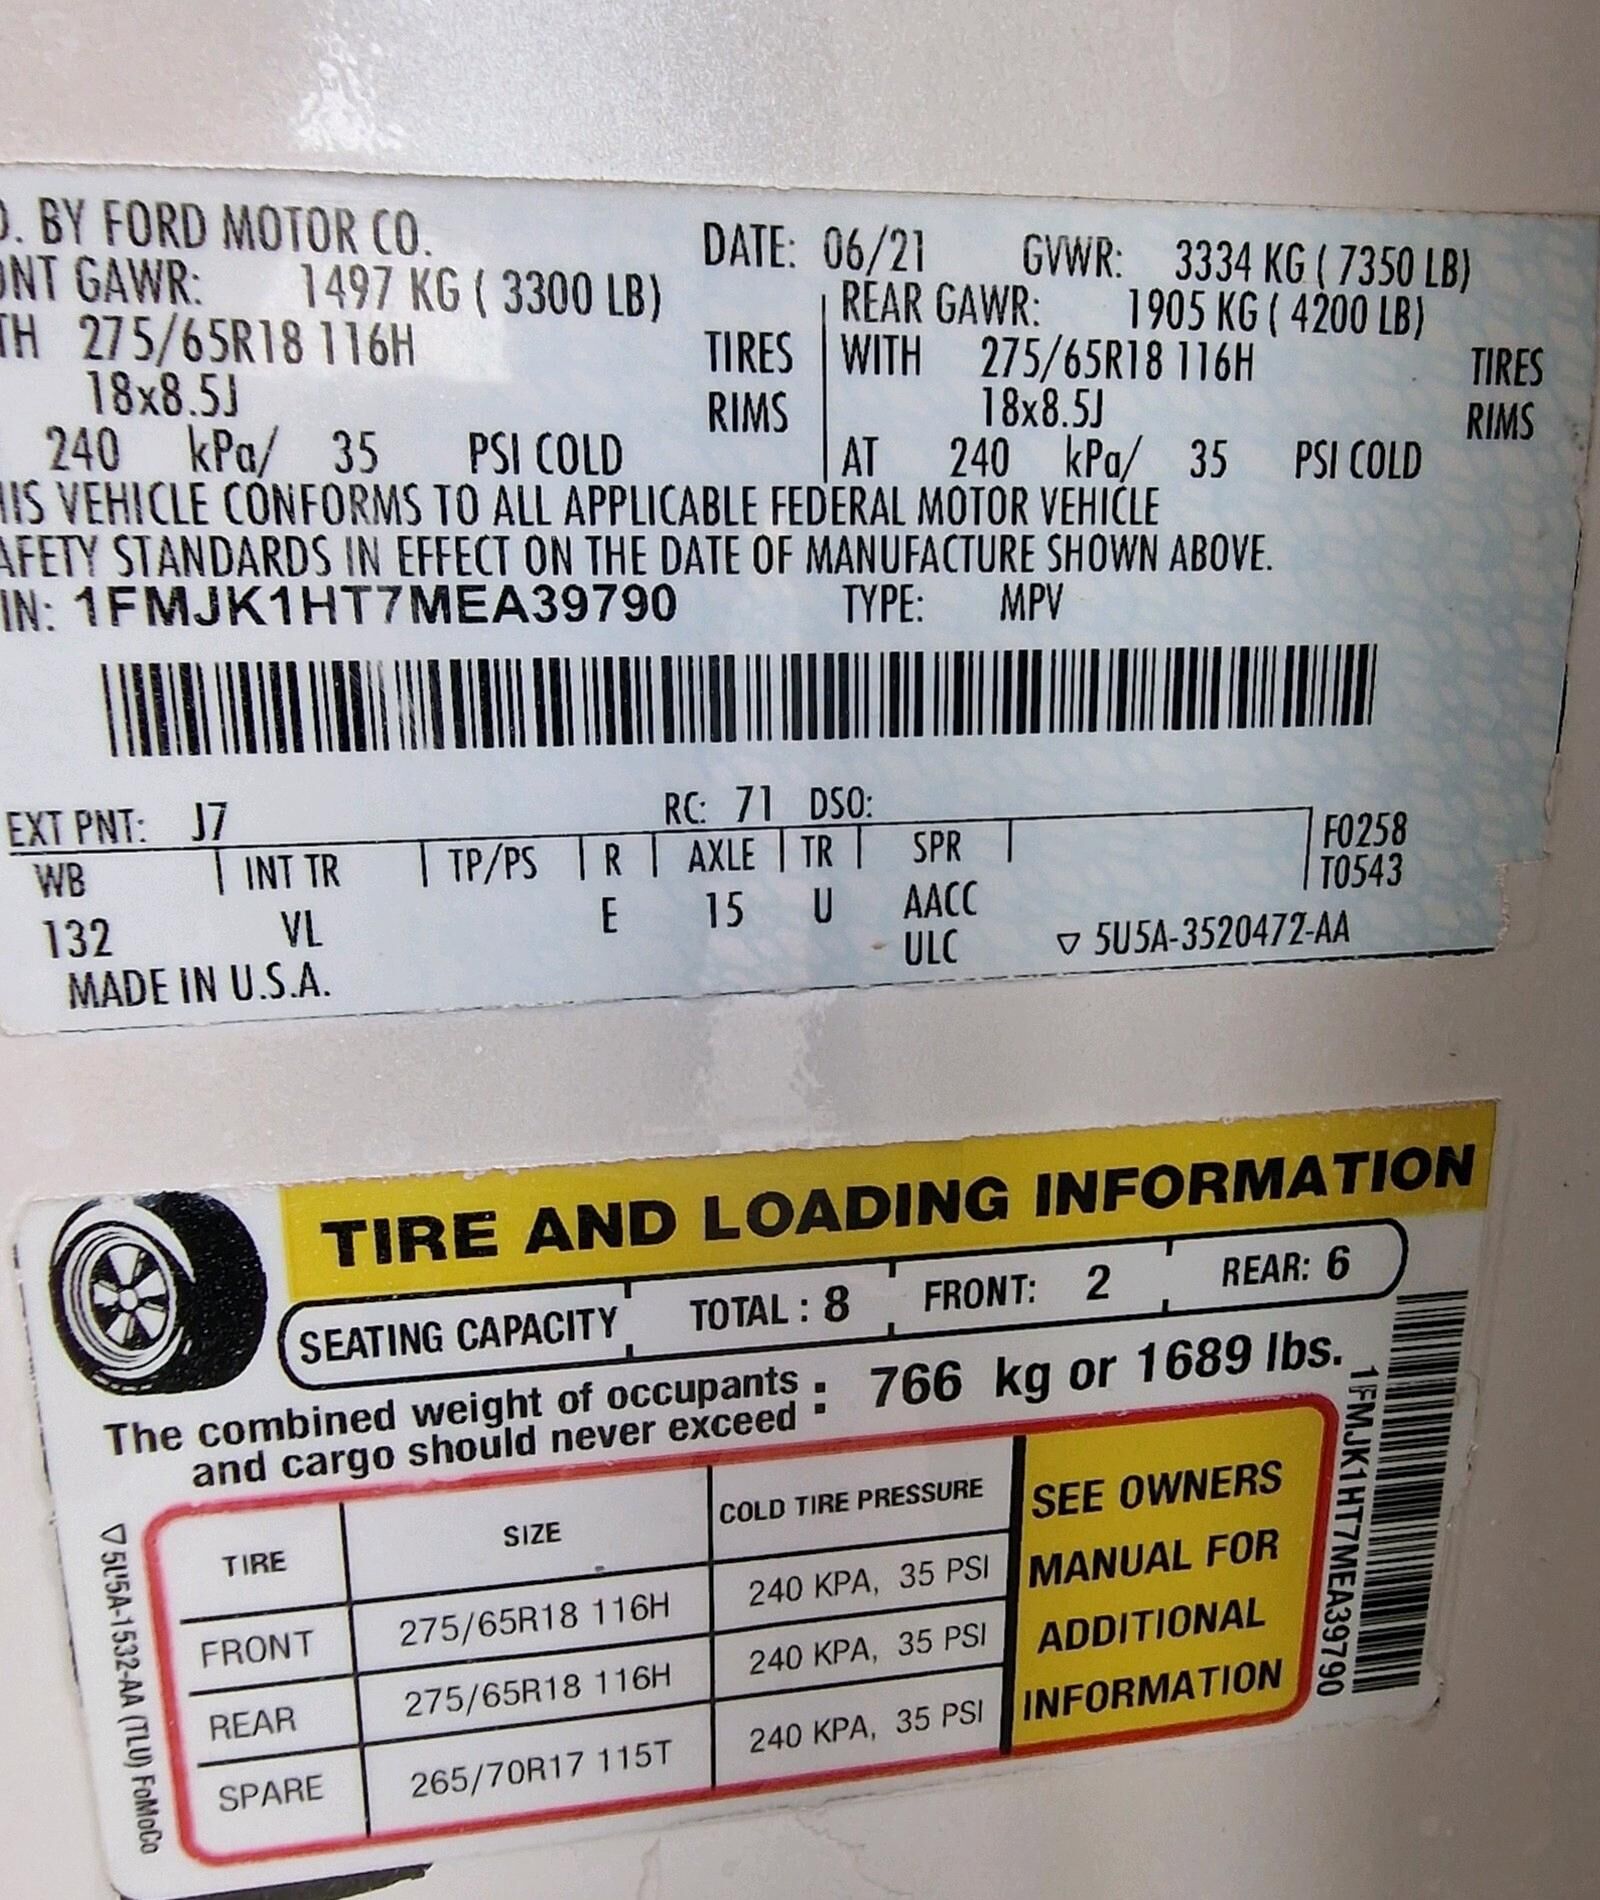 . BY FORD MOTOR CO. DATE: 06/21 GVWR: 3334 KG ( 7350 LB)
ONT GAWR: 1497 KG ( 3300 LB) REAR GAWR: 1905 KG ( 4200 LB)
TH 275/65R18 116H TIRES WITH 275/65R18 116H TIRES
18x8.5J RIMS 18x8.5J RIMS
240 kPa/ 35 PSI COLD AT 240 kPa/ 35 PSI COLD
HIS VEHICLE CONFORMS TO ALL APPLICABLE FEDERAL MOTOR VEHICLE
AFETY STANDARDS IN EFFECT ON THE DATE OF MANUFACTURE SHOWN ABOVE.
IN: 1FMJK1HT7MEA39790 TYPE: MPV
EXT PNT: J7 RC: 71 DSO:
WB INT TR TP/PS R AXLE TR SPR F0258
T0543
132 VL E 15 U AACC
ULC ▽ 5U5A-3520472-AA
MADE IN U.S.A.
TIRE AND LOADING INFORMATION
SEATING CAPACITY TOTAL : 8 FRONT: 2 REAR: 6
The combined weight of occupants
and cargo should never exceed : 766 kg or 1689 lbs.
TIRE SIZE COLD TIRE PRESSURE
FRONT 275/65R18 116H 240 KPA, 35 PSI
REAR 275/65R18 116H 240 KPA, 35 PSI
SPARE 265/70R17 115T 240 KPA, 35 PSI
SEE OWNERS
MANUAL FOR
ADDITIONAL
INFORMATION
1FMJK1HT7MEA39790
▽5U5A-1532-AA (TLU) FoMoCo